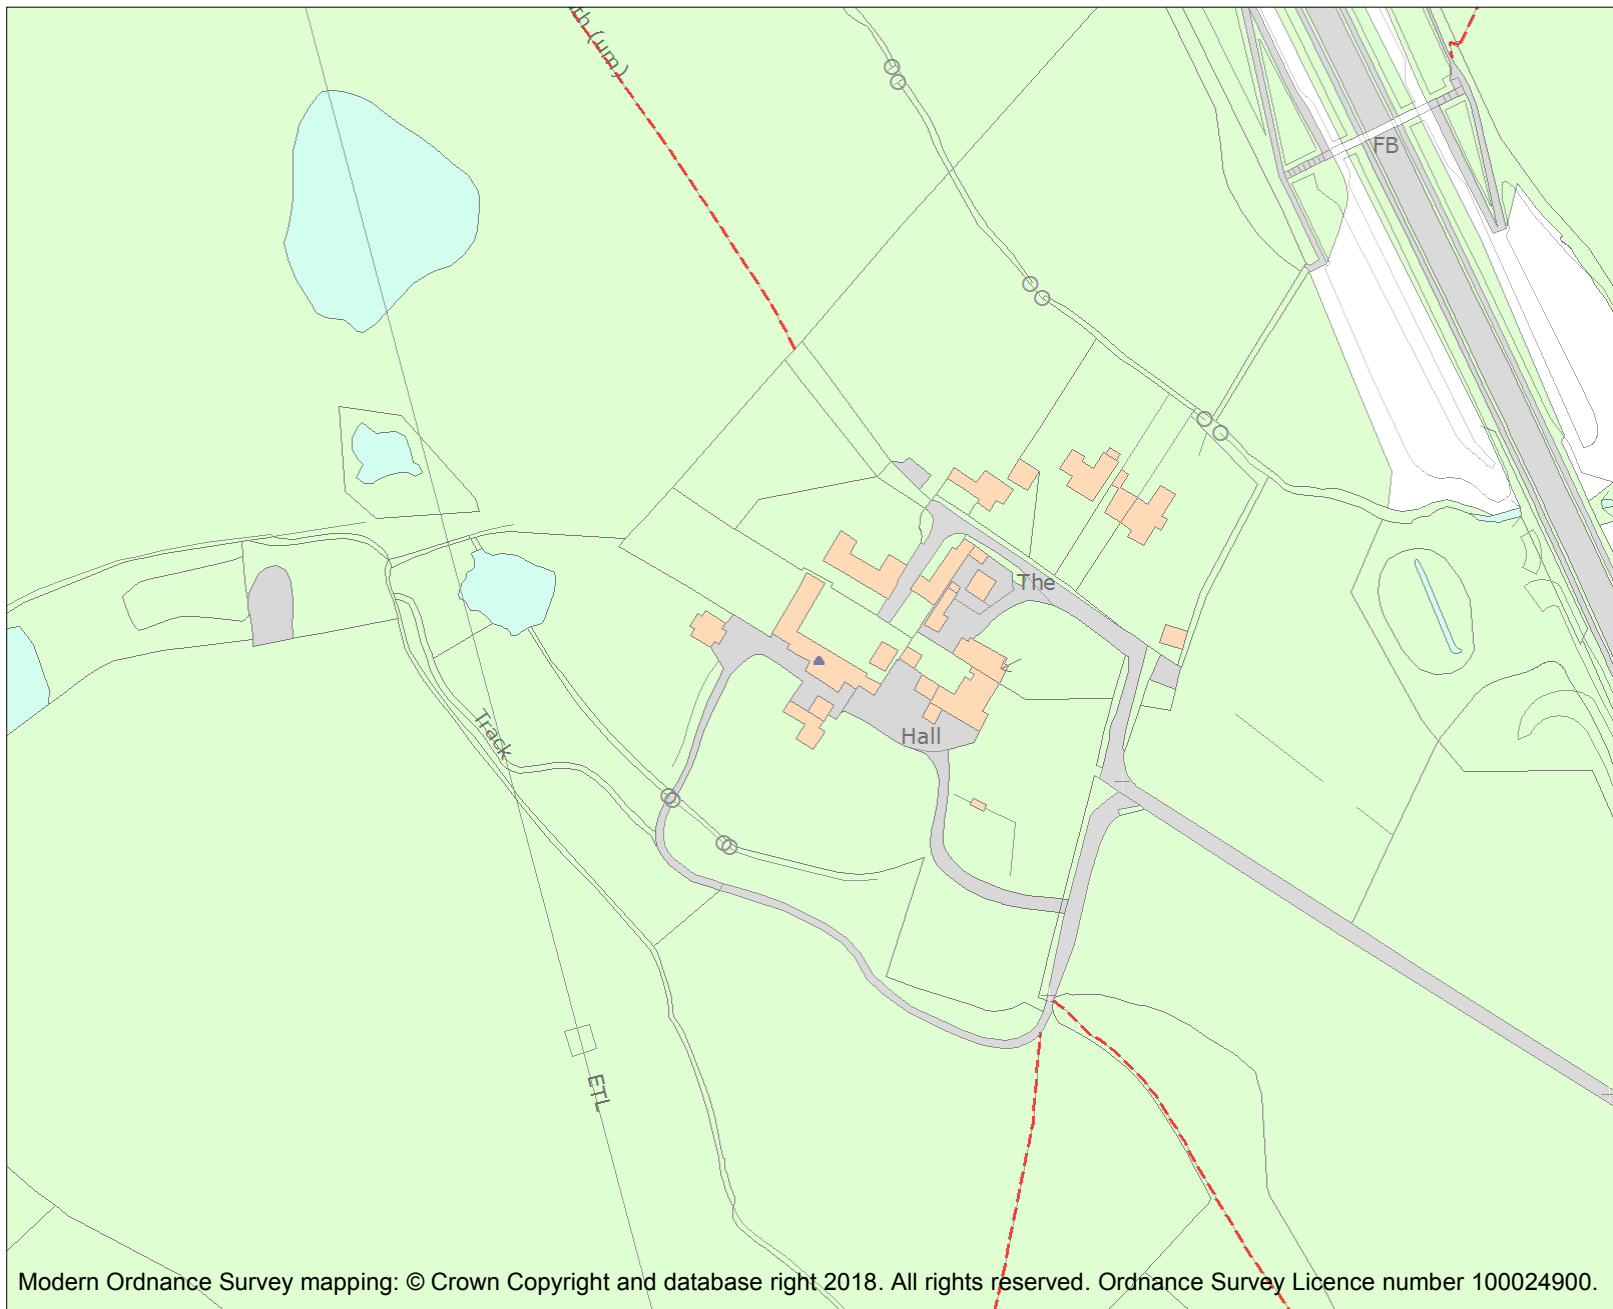 (um)
FB
The
Hall
Track
ETL
Modern Ordnance Survey mapping: © Crown Copyright and database right 2018. All rights reserved. Ordnance Survey Licence number 100024900.